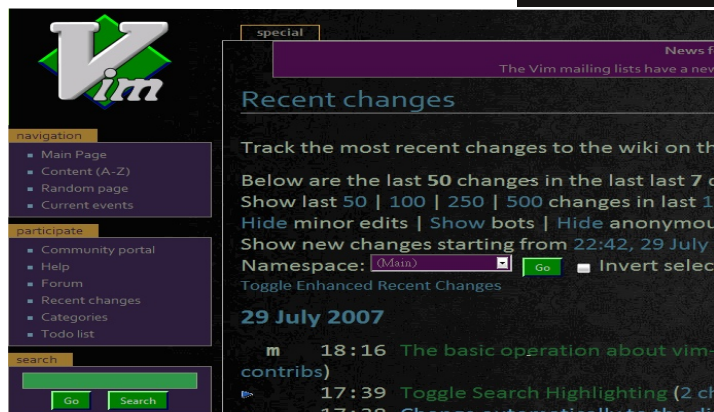 Vim
special
News f
The Vim mailing lists have a new
Recent changes
navigation
Main Page
Content (A-Z)
Random page
Current events
participate
Community portal
Help
Forum
Recent changes
Categories
Todo list
search
Go Search
Track the most recent changes to the wiki on th
Below are the last 50 changes in the last last 7 d
Show last 50 | 100 | 250 | 500 changes in last 1
Hide minor edits | Show bots | Hide anonymou
Show new changes starting from 22:42, 29 July
Namespace: (Main) Go Invert selec
Toggle Enhanced Recent Changes
29 July 2007
m 18:16 The basic operation about vim-
contribs)
17:39 Toggle Search Highlighting (2 ch